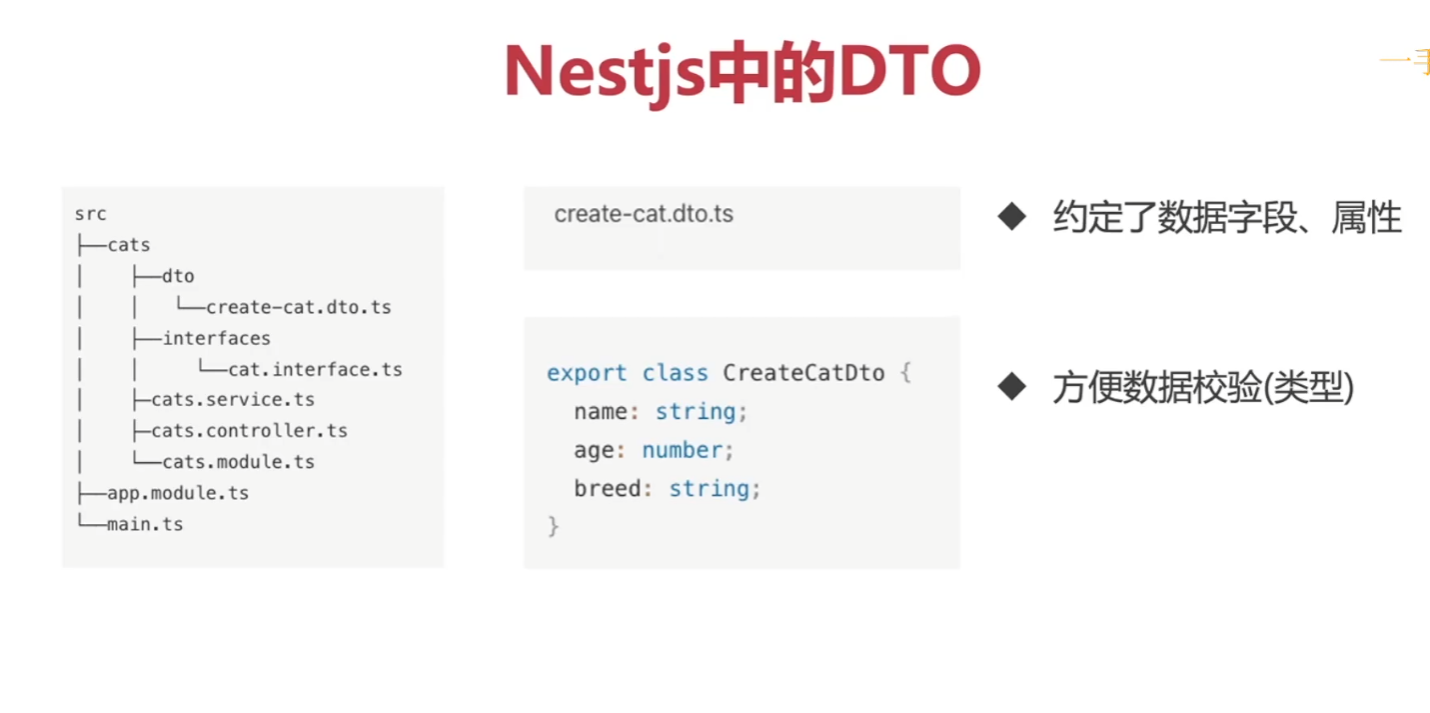 Nestjs中的DTO
一手
src
├──cats
│    ├──dto
│    │   └──create-cat.dto.ts
│    ├──interfaces
│    │     └──cat.interface.ts
│    ├─cats.service.ts
│    ├─cats.controller.ts
│    └──cats.module.ts
├──app.module.ts
└──main.ts
create-cat.dto.ts
export class CreateCatDto {
  name: string;
  age: number;
  breed: string;
}
◆ 约定了数据字段、属性
◆ 方便数据校验(类型)